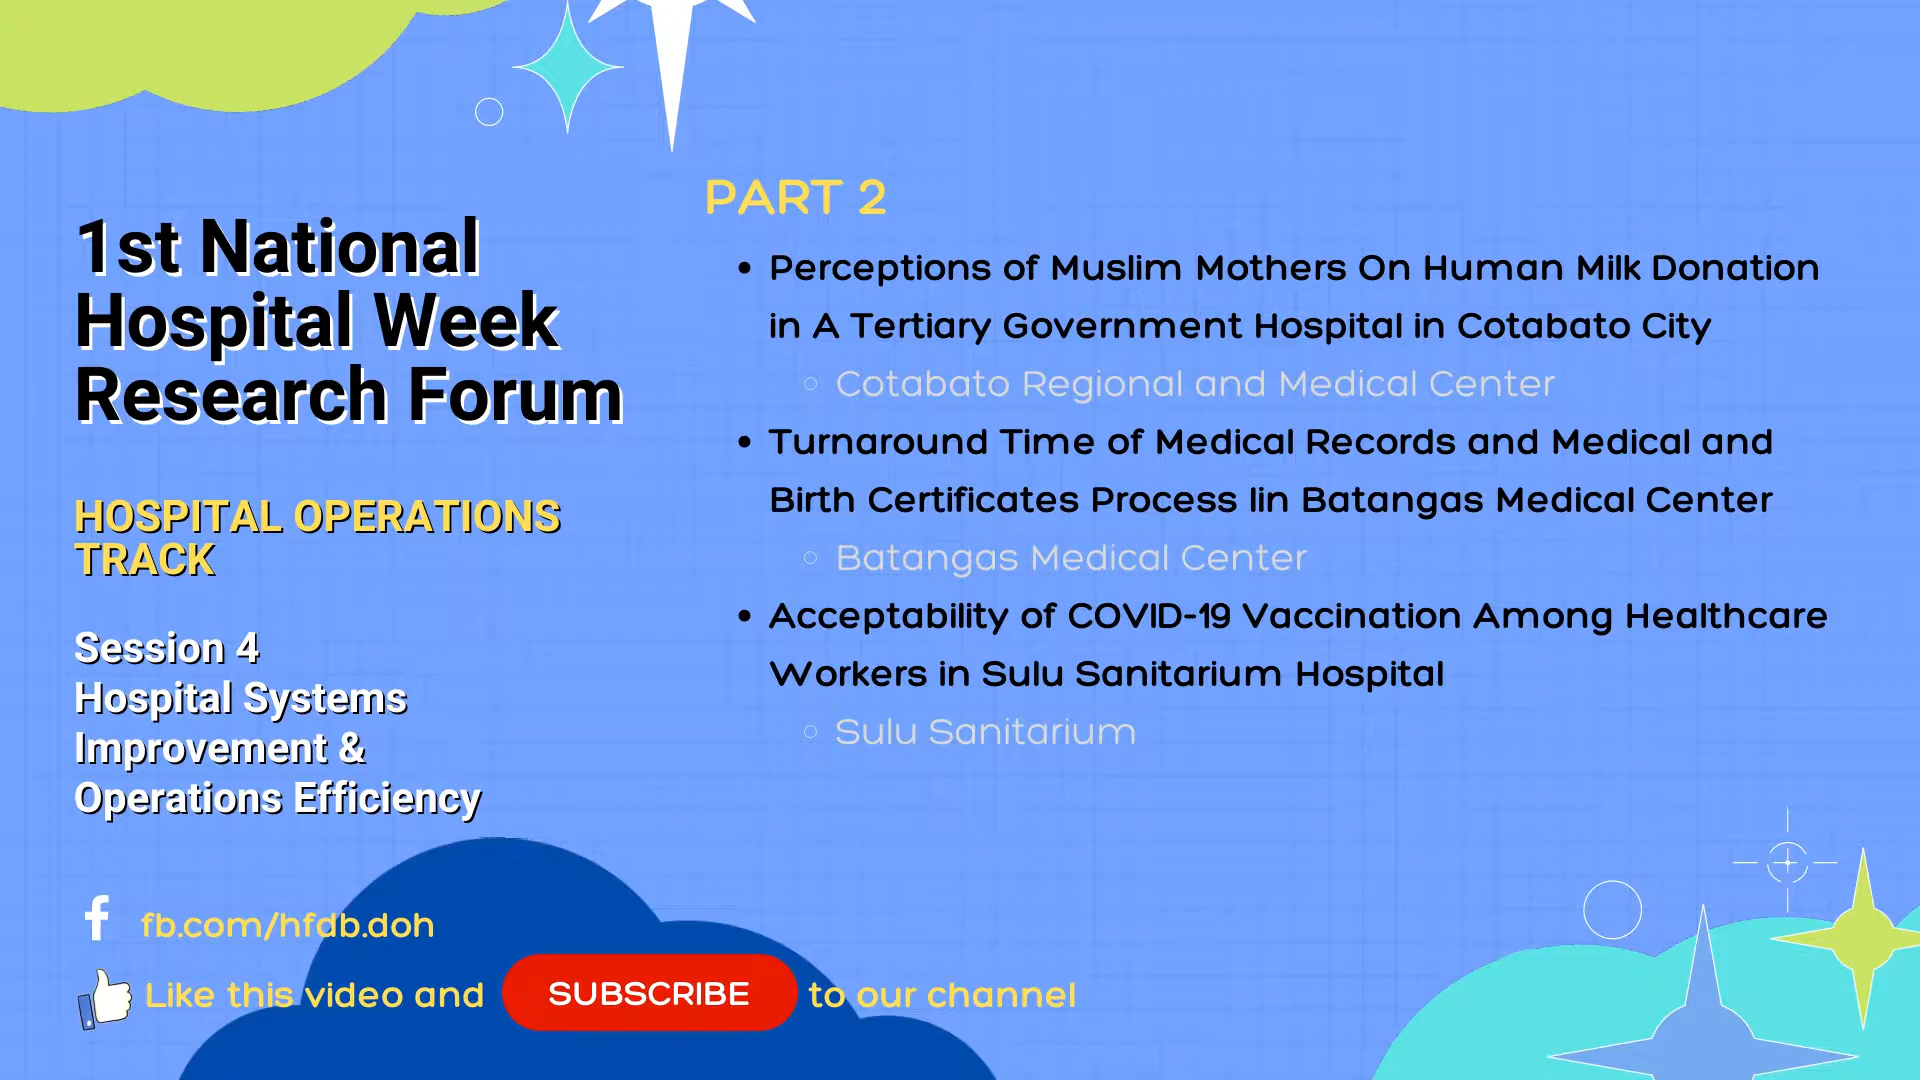 1st National
Hospital Week
Research Forum
HOSPITAL OPERATIONS
TRACK
Session 4
Hospital Systems
Improvement &
Operations Efficiency
fb.com/hfdb.doh
Like this video and SUBSCRIBE to our channel
PART 2
• Perceptions of Muslim Mothers On Human Milk Donation
in A Tertiary Government Hospital in Cotabato City
○ Cotabato Regional and Medical Center
• Turnaround Time of Medical Records and Medical and
Birth Certificates Process Iin Batangas Medical Center
○ Batangas Medical Center
• Acceptability of COVID-19 Vaccination Among Healthcare
Workers in Sulu Sanitarium Hospital
○ Sulu Sanitarium